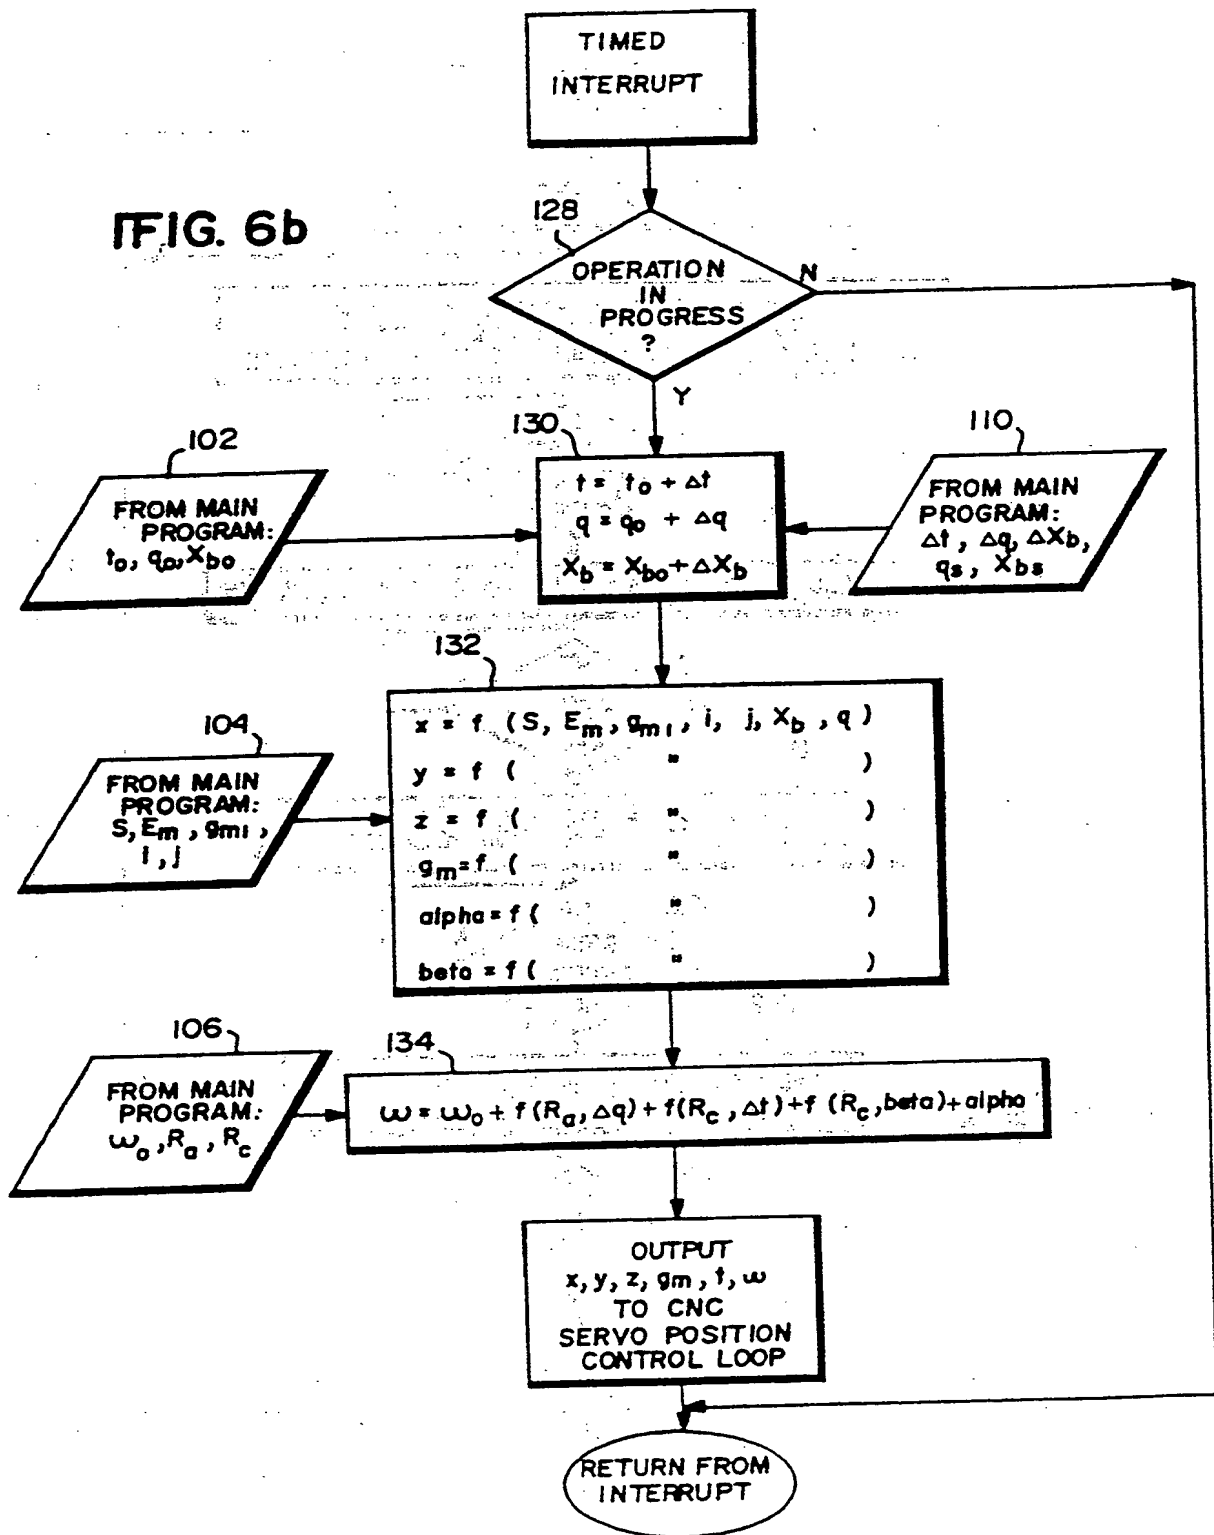 TIMED
INTERRUPT
FIG. 6b
128
OPERATION
IN
PROGRESS
?
N
Y
130
t = t₀ + Δt
q = q₀ + Δq
X_b = X_bo + ΔX_b
102
FROM MAIN
PROGRAM:
t₀, q₀, X_bo
110
FROM MAIN
PROGRAM:
Δt, Δq, ΔX_b,
q_s, X_bs
132
x = f (S, E_m, g_mi, i, j, X_b, q)
y = f ( " )
z = f ( " )
g_m = f ( " )
alpha = f ( " )
beta = f ( " )
104
FROM MAIN
PROGRAM:
S, E_m, g_mi,
i, j
106
FROM MAIN
PROGRAM:
ω₀, R_a, R_c
134
ω = ω₀ + f (R_a, Δq) + f(R_c, Δt) + f (R_c, beta) + alpha
OUTPUT
x, y, z, g_m, t, ω
TO CNC
SERVO POSITION
CONTROL LOOP
RETURN FROM
INTERRUPT